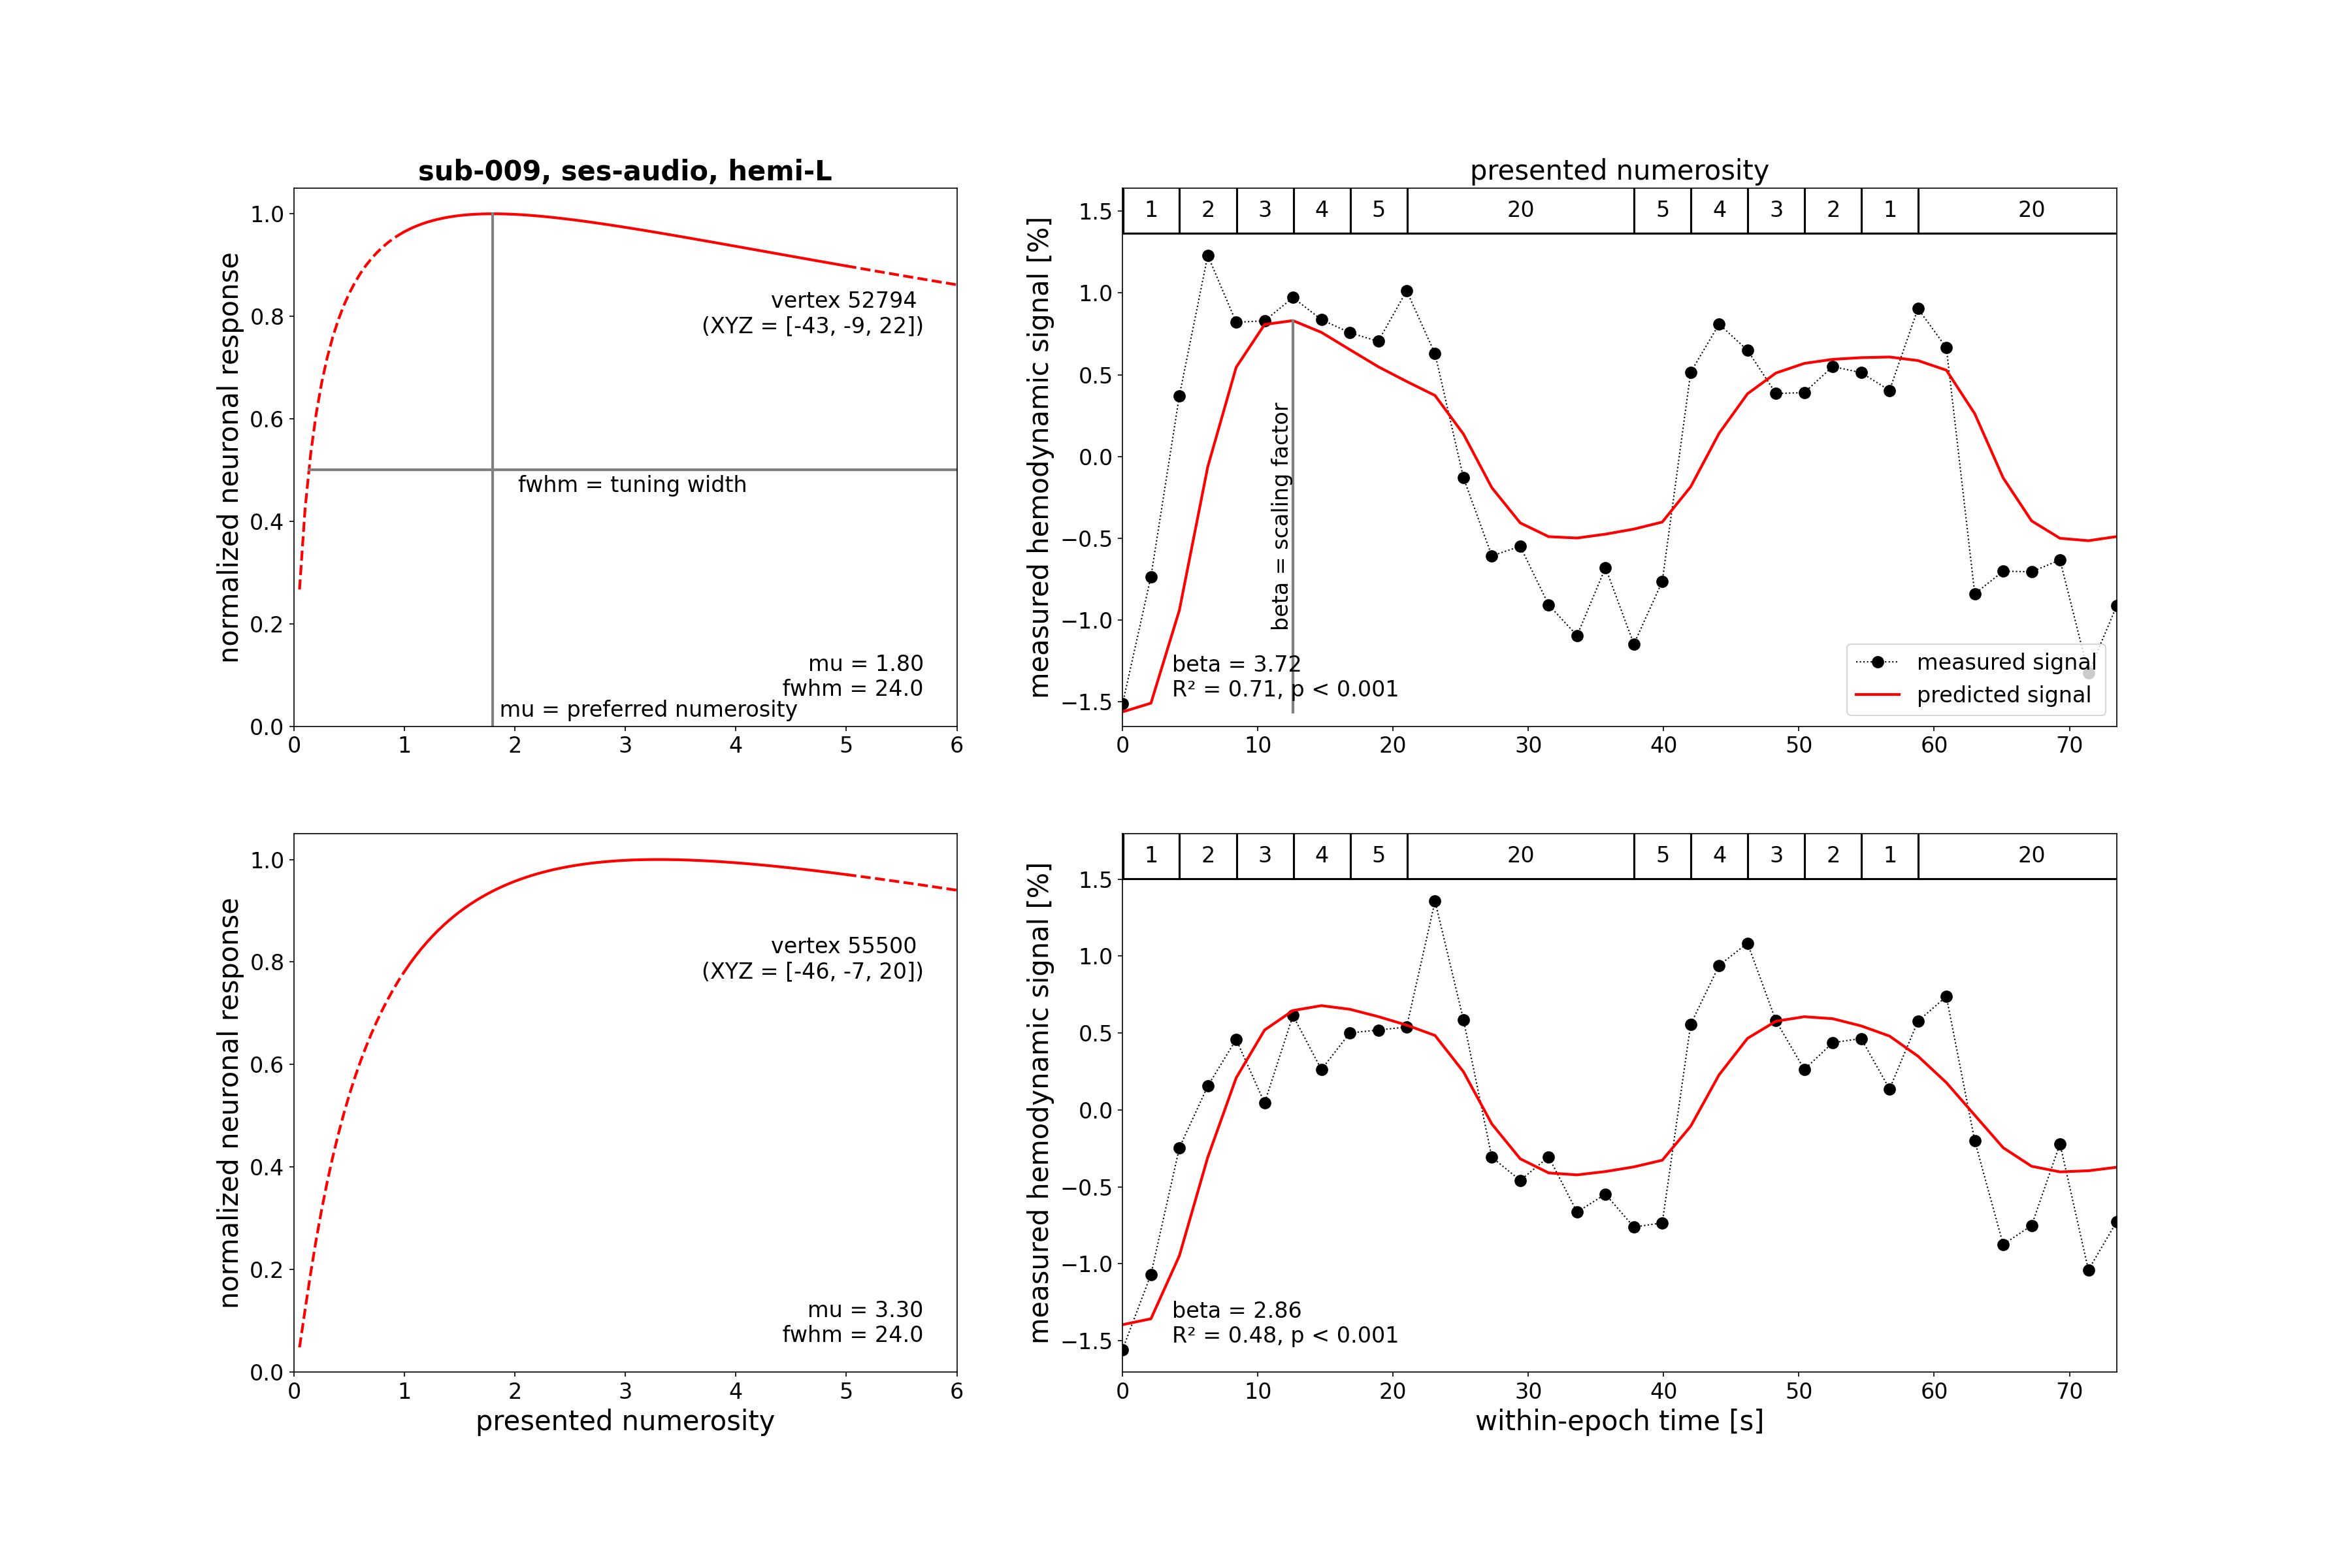 sub-009, ses-audio, hemi-L
normalized neuronal response
1.0
0.8
0.6
0.4
0.2
0.0
vertex 52794
(XYZ = [-43, -9, 22])
fwhm = tuning width
mu = 1.80
fwhm = 24.0
mu = preferred numerosity
0 1 2 3 4 5 6
presented numerosity
measured hemodynamic signal [%]
1 2 3 4 5 20 5 4 3 2 1 20
1.5
1.0
0.5
0.0
−0.5
−1.0
−1.5
beta = scaling factor
beta = 3.72
R² = 0.71, p < 0.001
measured signal
predicted signal
0 10 20 30 40 50 60 70
normalized neuronal response
1.0
0.8
0.6
0.4
0.2
0.0
vertex 55500
(XYZ = [-46, -7, 20])
mu = 3.30
fwhm = 24.0
0 1 2 3 4 5 6
presented numerosity
measured hemodynamic signal [%]
1 2 3 4 5 20 5 4 3 2 1 20
1.5
1.0
0.5
0.0
−0.5
−1.0
−1.5
beta = 2.86
R² = 0.48, p < 0.001
0 10 20 30 40 50 60 70
within-epoch time [s]